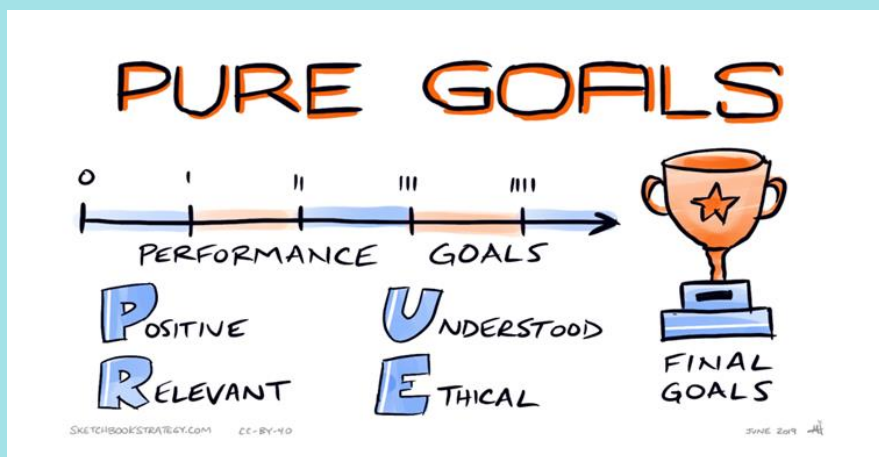 PURE GOALS
0 I II III IIII
PERFORMANCE GOALS
POSITIVE UNDERSTOOD
RELEVANT ETHICAL
FINAL
GOALS
SKETCHBOOKSTRATEGY.COM CC-BY-40 JUNE 2019